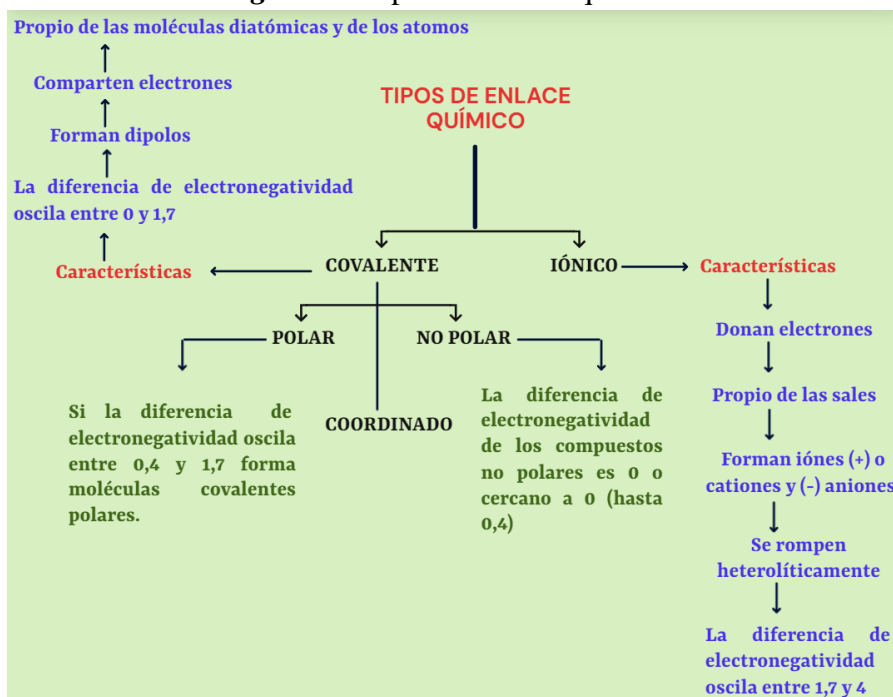 Propio de las moléculas diatómicas y de los atomos
Comparten electrones
Forman dipolos
La diferencia de electronegatividad
oscila entre 0 y 1,7
Características
TIPOS DE ENLACE
QUÍMICO
COVALENTE
IÓNICO
Características
POLAR
NO POLAR
COORDINADO
Si la diferencia de
electronegatividad oscila
entre 0,4 y 1,7 forma
moléculas covalentes
polares.
La diferencia de
electronegatividad
de los compuestos
no polares es 0 o
cercano a 0 (hasta
0,4)
Donan electrones
Propio de las sales
Forman iónes (+) o
cationes y (-) aniones
Se rompen
heterolíticamente
La diferencia de
electronegatividad
oscila entre 1,7 y 4